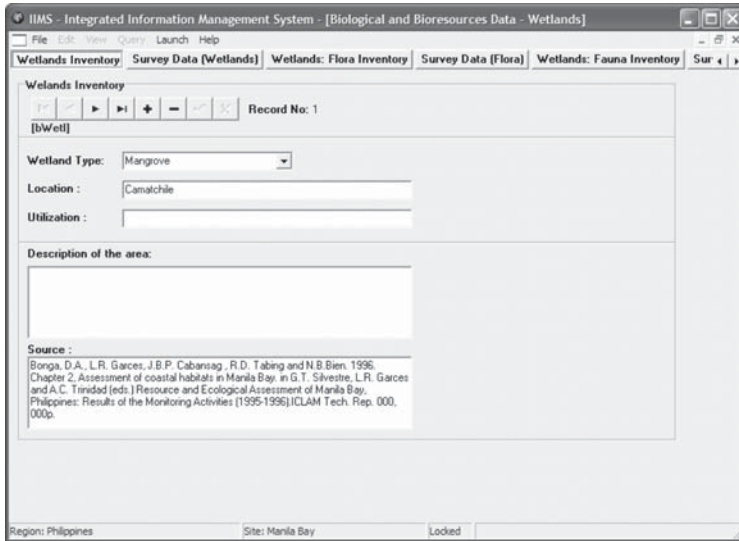 IIMS - Integrated Information Management System - [Biological and Bioresources Data - Wetlands]
File Edit View Query Launch Help
Wetlands Inventory Survey Data (Wetlands) Wetlands: Flora Inventory Survey Data (Flora) Wetlands: Fauna Inventory Sur
Welands Inventory
Record No: 1
[bWetl]
Wetland Type: Mangrove
Location : Camatchile
Utilization :
Description of the area:
Source :
Bonga, D.A., L.R. Garces, J.B.P. Cabansag , R.D. Tabing and N.B.Bien. 1996.
Chapter 2, Assessment of coastal habitats in Manila Bay. in G.T. Silvestre, L.R. Garces
and A.C. Trinidad (eds.) Resource and Ecological Assessment of Manila Bay,
Philippines: Results of the Monitoring Activities (1995-1996).ICLAM Tech. Rep. 000,
000p.
Region: Philippines Site: Manila Bay Locked